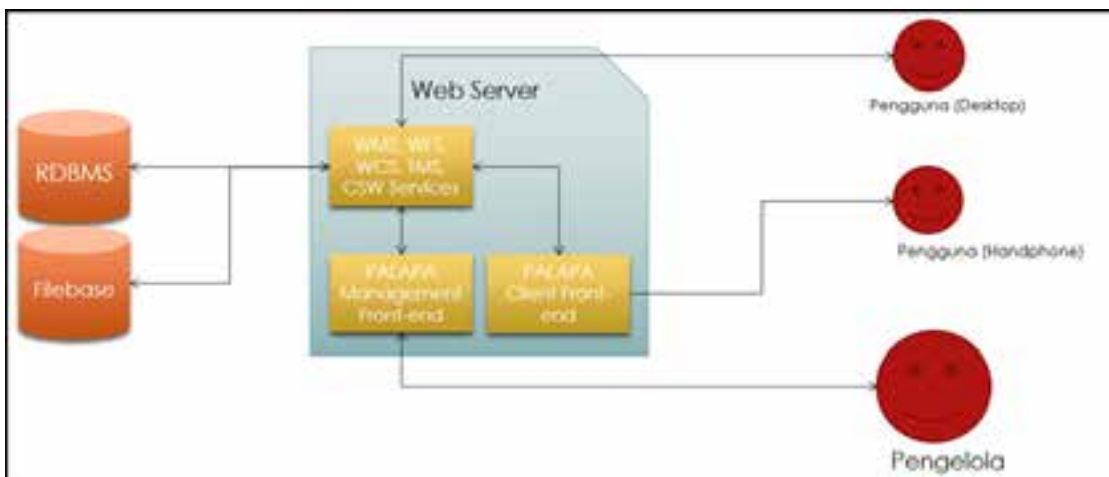 Web Server
RDBMS
Filebase
WMS, WFS,
WCS, TMS,
CSW Services
PALAPA
Management
Front-end
PALAPA
Client Front-
end
Pengguna (Desktop)
Pengguna (Handphone)
Pengelola